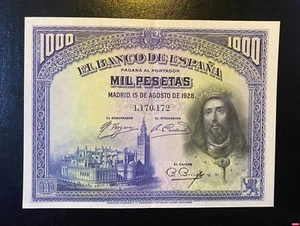 1000 1000
EL BANCO DE ESPAÑA
PAGARÁ AL PORTADOR
MIL PESETAS
MADRID, 15 DE AGOSTO DE 1928
1,170,172
EL GOBERNADOR EL INTERVENTOR
EL CAJERO